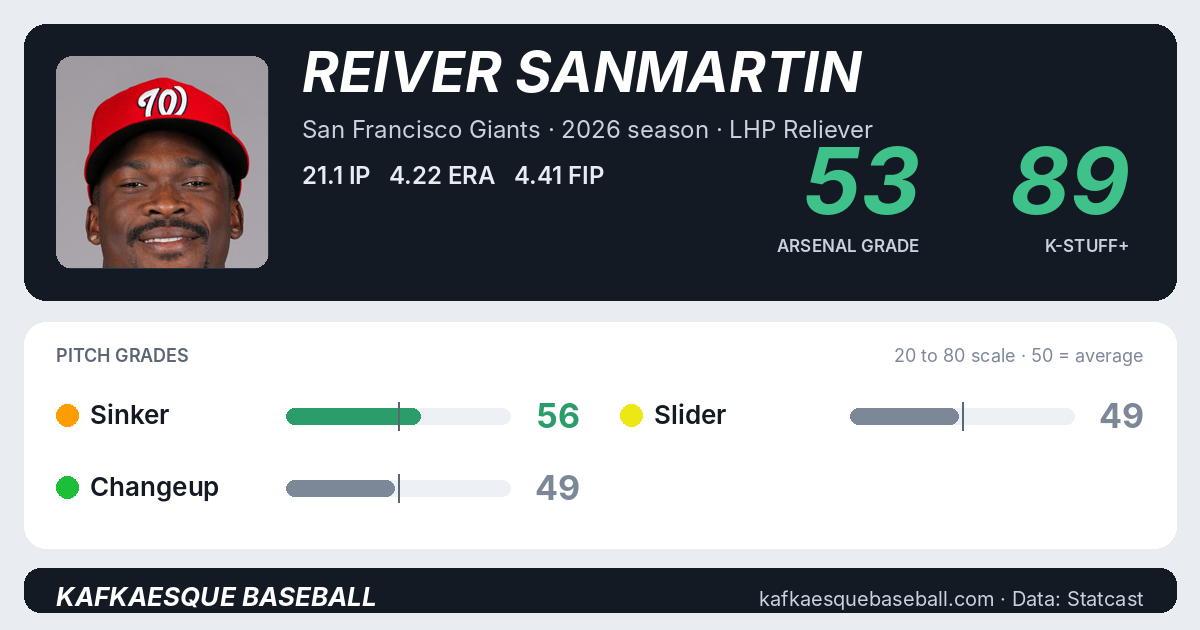 REIVER SANMARTIN
San Francisco Giants · 2026 season · LHP Reliever
21.1 IP 4.22 ERA 4.41 FIP
53 89
ARSENAL GRADE K-STUFF+
PITCH GRADES 20 to 80 scale · 50 = average
Sinker 56 Slider 49
Changeup 49
KAFKAESQUE BASEBALL kafkaesquebaseball.com · Data: Statcast